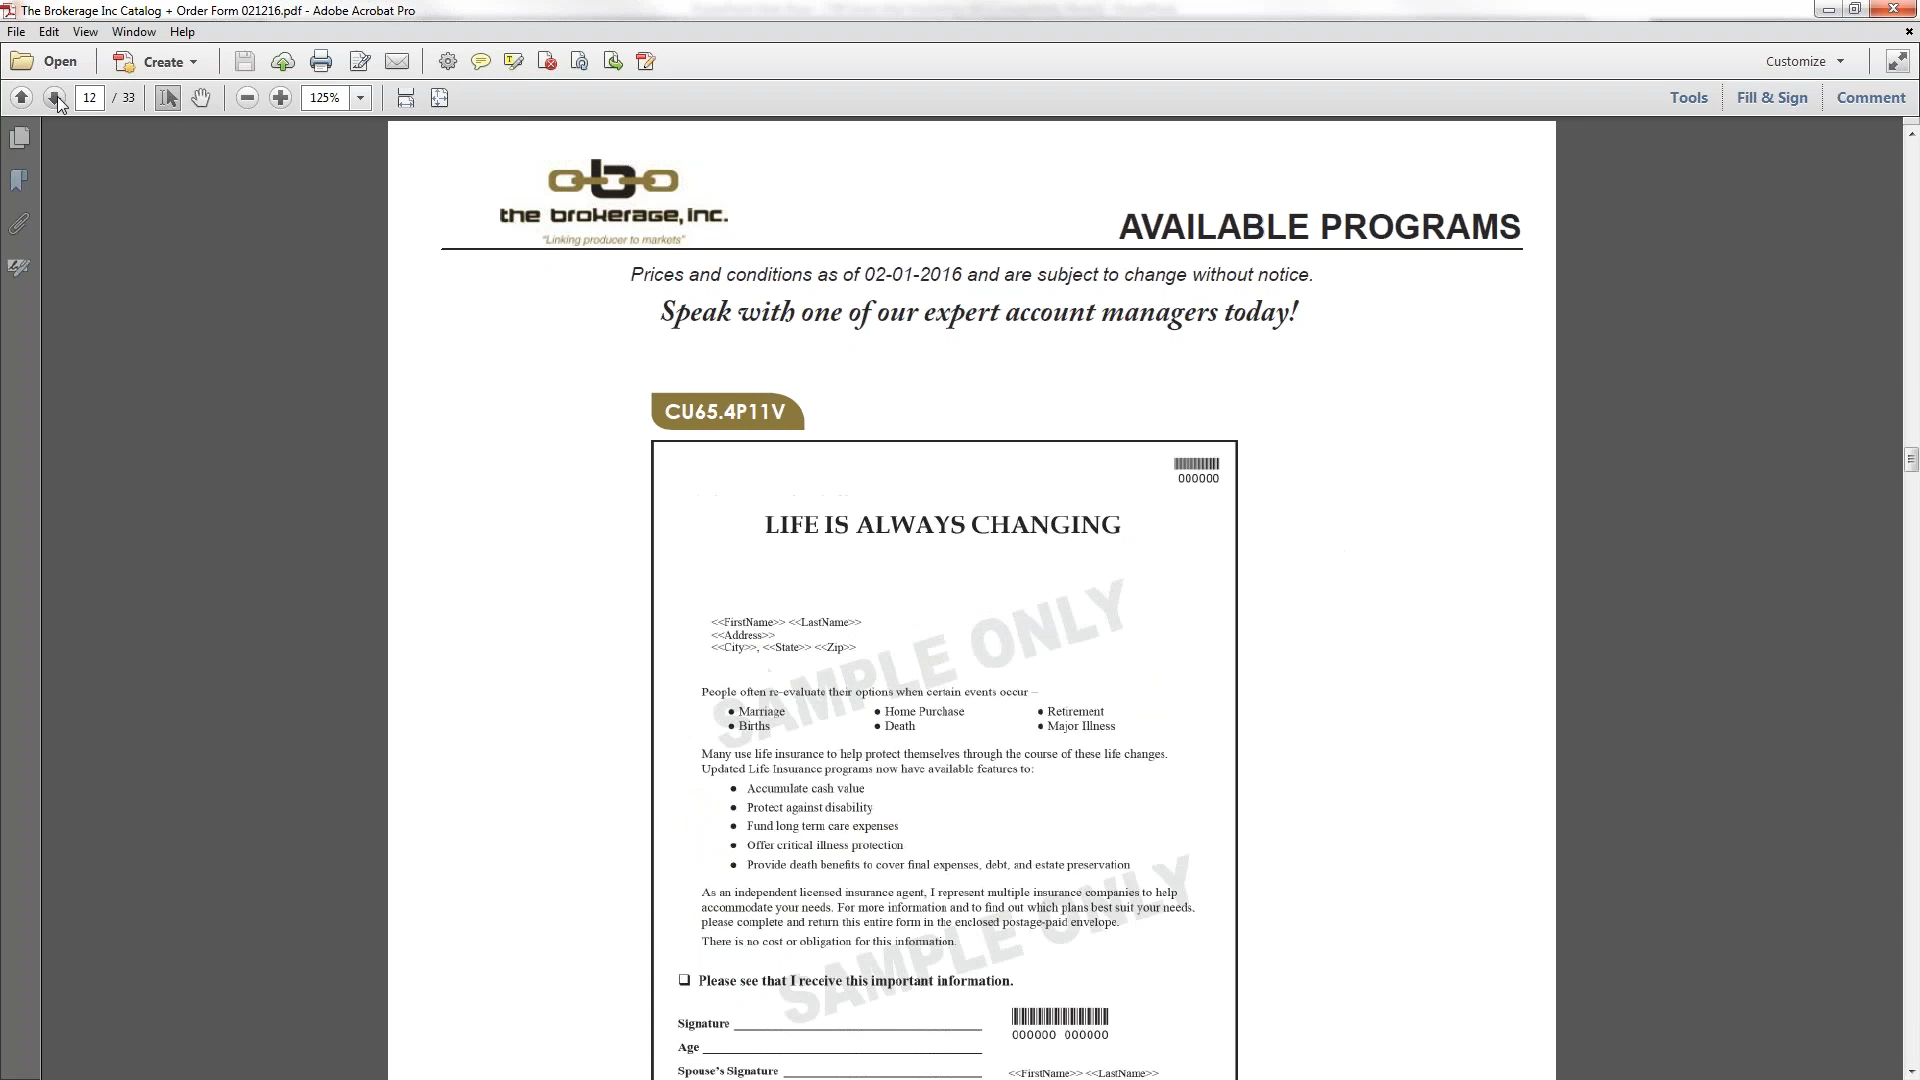 The Brokerage Inc Catalog + Order Form 021216.pdf - Adobe Acrobat Pro
File Edit View Window Help
Open Create Customize
12 / 33 125% Tools Fill & Sign Comment
the brokerage, inc.
"Linking producer to markets"
AVAILABLE PROGRAMS
Prices and conditions as of 02-01-2016 and are subject to change without notice.
Speak with one of our expert account managers today!
CU65.4P11V
000000
LIFE IS ALWAYS CHANGING
<<FirstName>> <<LastName>>
<<Address>>
<<City>>, <<State>> <<Zip>>
SAMPLE ONLY
People often re-evaluate their options when certain events occur –
● Marriage ● Home Purchase ● Retirement
● Births ● Death ● Major Illness
Many use life insurance to help protect themselves through the course of these life changes.
Updated Life Insurance programs now have available features to:
● Accumulate cash value
● Protect against disability
● Fund long term care expenses
● Offer critical illness protection
● Provide death benefits to cover final expenses, debt, and estate preservation
As an independent licensed insurance agent, I represent multiple insurance companies to help
accommodate your needs. For more information and to find out which plans best suit your needs,
please complete and return this entire form in the enclosed postage-paid envelope.
There is no cost or obligation for this information.
SAMPLE ONLY
❑ Please see that I receive this important information.
Signature
000000 000000
Age
Spouse's Signature
<<FirstName>> <<LastName>>